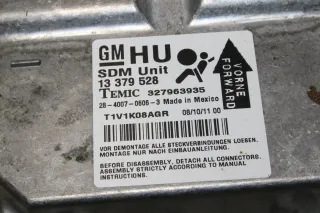 GM HU
SDM Unit
13 379 528
TEMIC 327963935
28-4007-0606-3 Made in Mexico
T1V1K08AGR 08/10/11 00
VORNE
FORWARD
VOR DEMONTAGE ALLE STECKVERBINDUNGEN LOESEN.
MONTAGE NUR NACH EINBAUANLEITUNG.
BEFORE DISASSEMBLY, DETACH ALL CONNECTORS.
ASSEMBLY STRICTLY ACCORDING TO MANUAL
INSTRUCTIONS